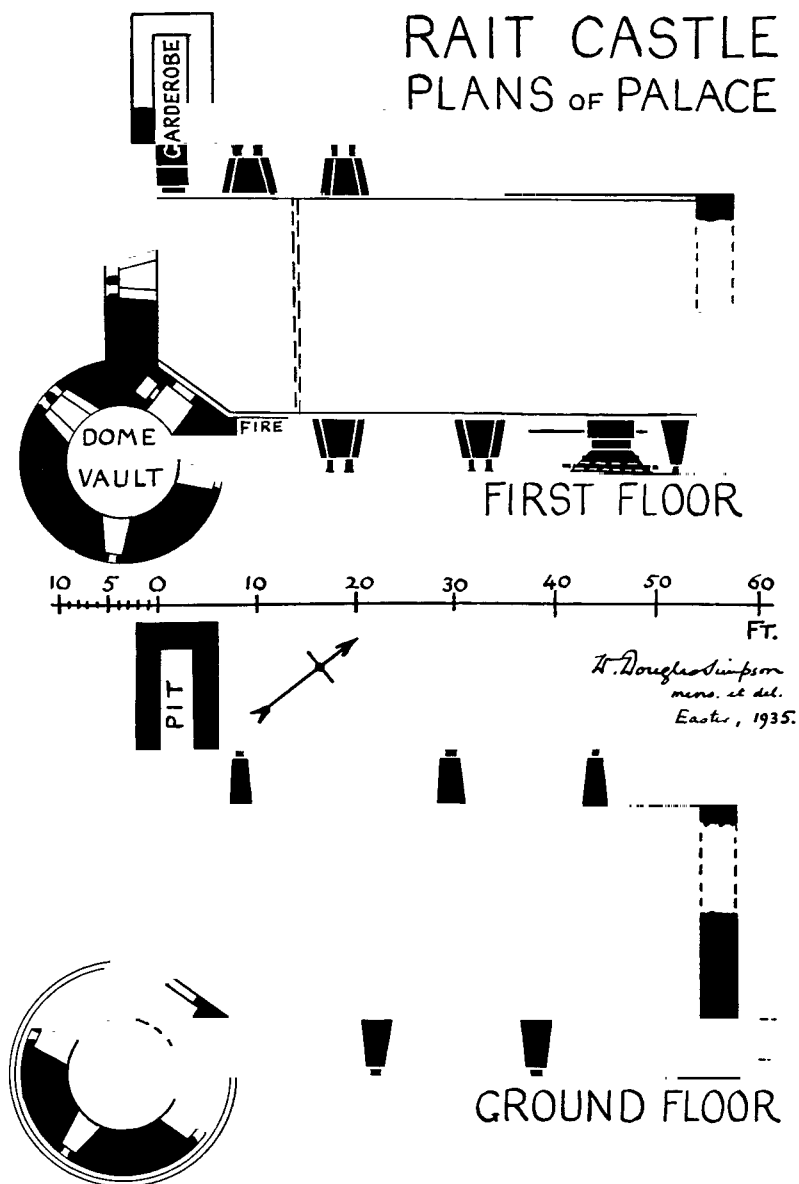 RAIT CASTLE
PLANS OF PALACE
GARDEROBE
DOME
VAULT
FIRE
FIRST FLOOR
10 5 0 10 20 30 40 50 60
FT.
W. Douglas Simpson
mens. et del.
Easter, 1935.
PIT
GROUND FLOOR